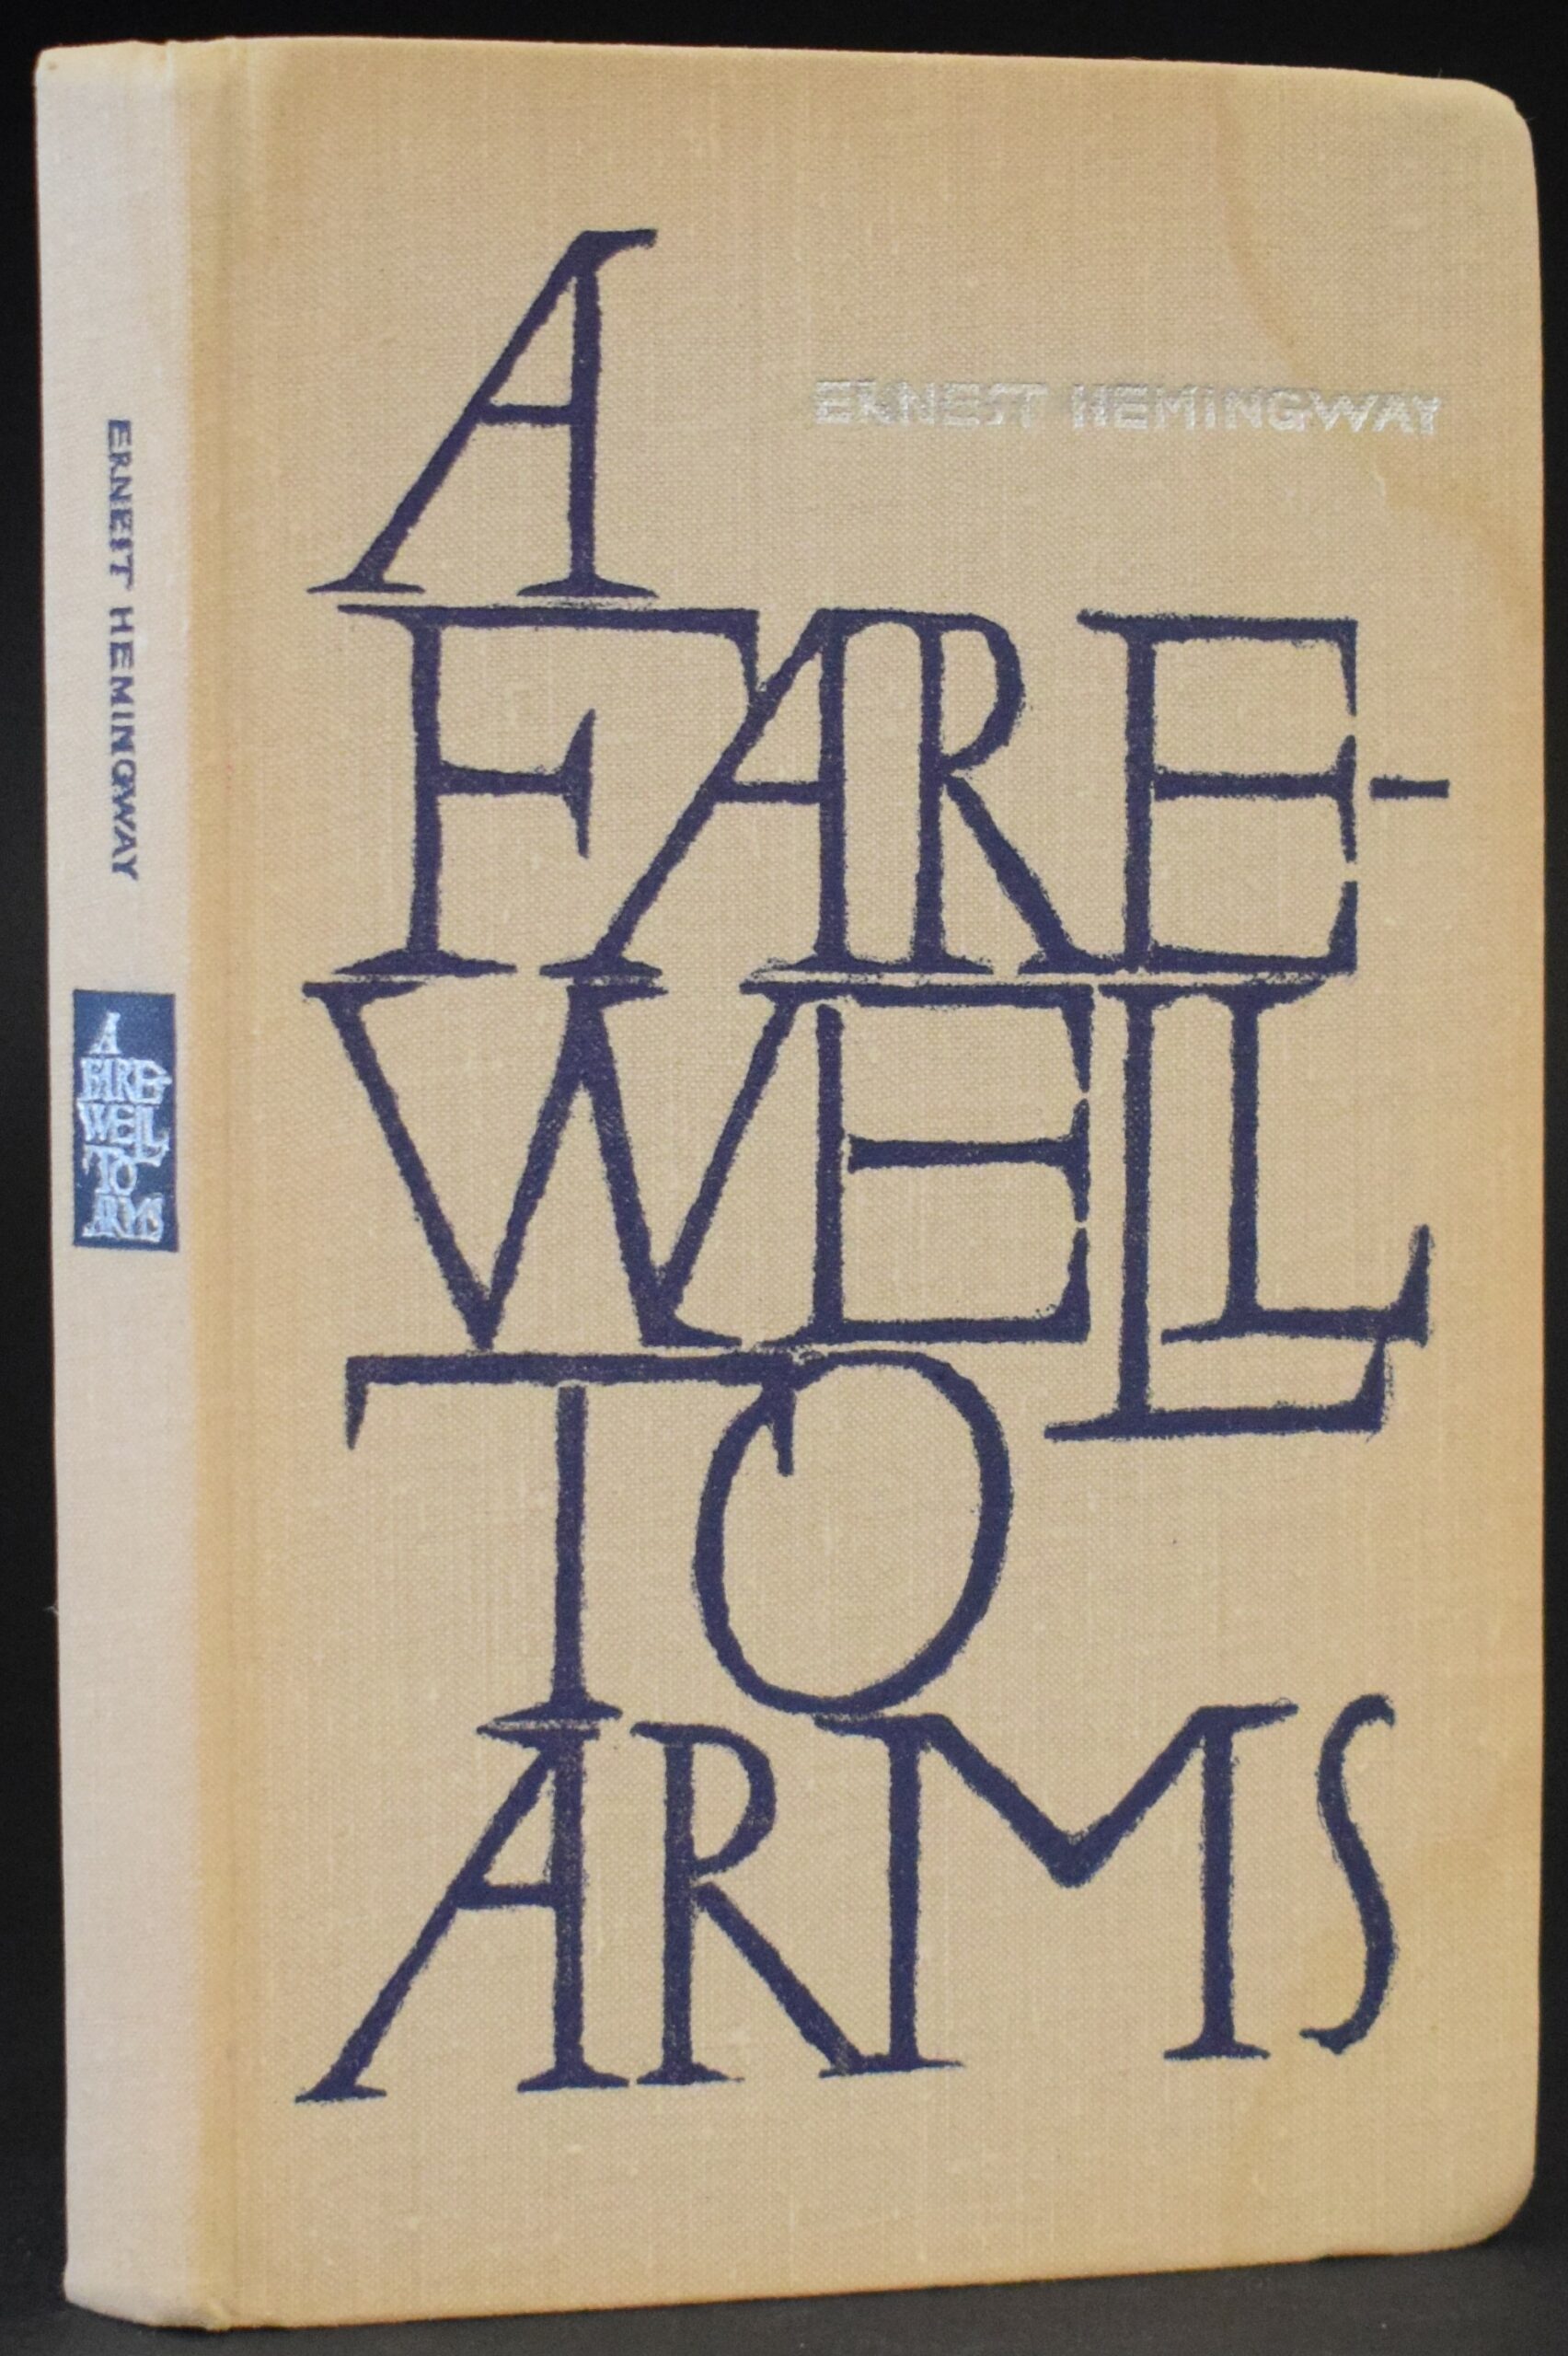 A
ERNEST HEMINGWAY
FARE-
WELL
TO
ARMS
ERNEST HEMINGWAY
A
FARE-
WELL
TO
ARMS